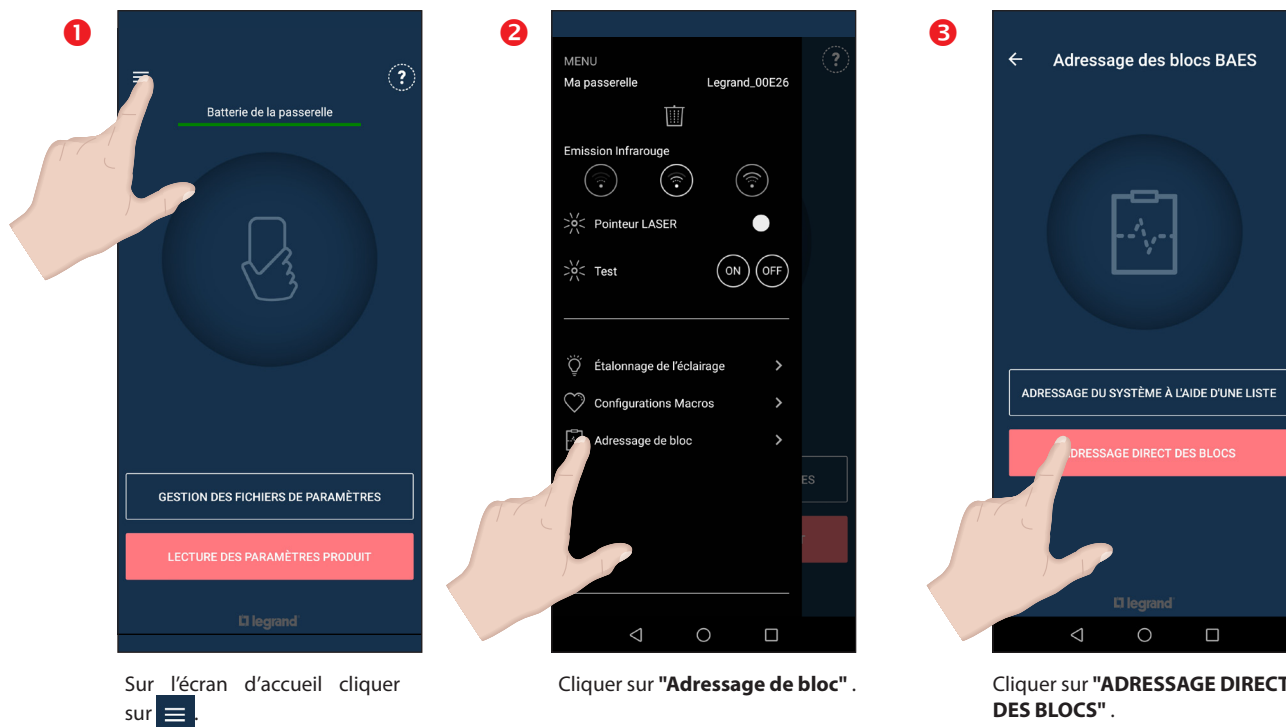 1
Batterie de la passerelle
?
GESTION DES FICHIERS DE PARAMÈTRES
LECTURE DES PARAMÈTRES PRODUIT
legrand
Sur l'écran d'accueil cliquer
sur .
2
MENU
Ma passerelle Legrand_00E26
?
Emission Infrarouge
Pointeur LASER
Test ON OFF
Étalonnage de l'éclairage
Configurations Macros
Adressage de bloc
ES
T
Cliquer sur "Adressage de bloc" .
3
Adressage des blocs BAES
ADRESSAGE DU SYSTÈME À L'AIDE D'UNE LISTE
DRESSAGE DIRECT DES BLOCS
legrand
Cliquer sur "ADRESSAGE DIRECT
DES BLOCS" .